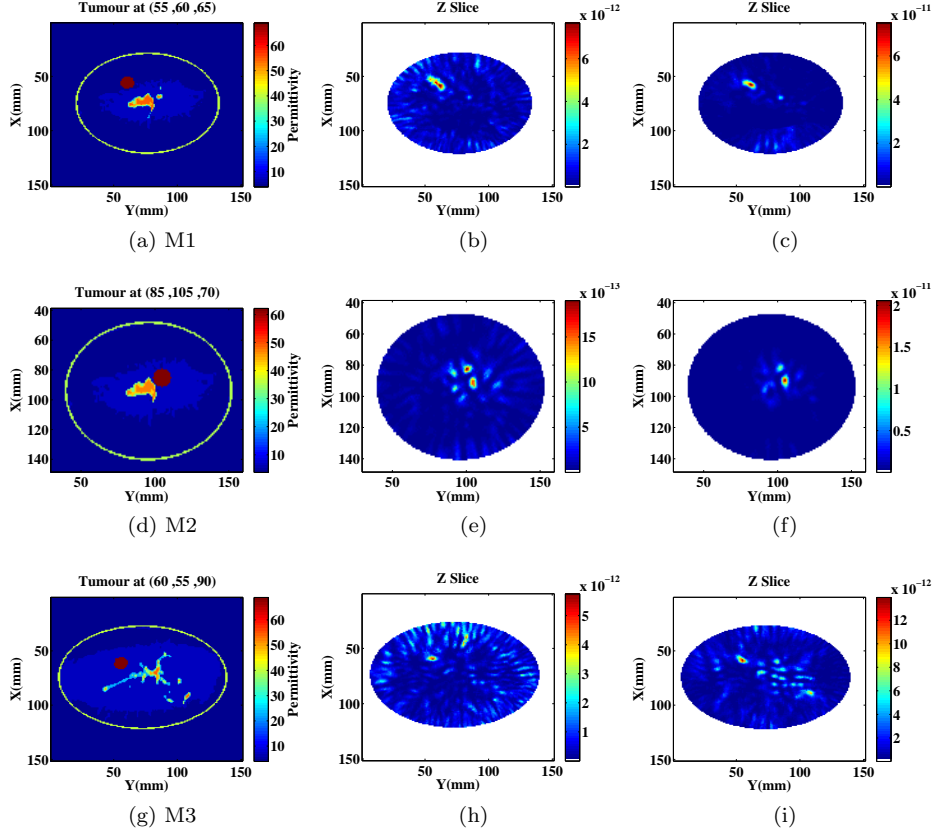 Tumour at (55 ,60 ,65)
X(mm)
50
100
150
50
100
150
Y(mm)
60
50
40
30
20
10
Permittivity
(a) M1
Z Slice
x 10⁻¹²
X(mm)
50
100
150
50
100
150
Y(mm)
6
4
2
(b)
Z Slice
x 10⁻¹¹
X(mm)
50
100
150
50
100
150
Y(mm)
6
4
2
(c)
Tumour at (85 ,105 ,70)
X(mm)
40
60
80
100
120
140
50
100
150
Y(mm)
60
50
40
30
20
10
Permittivity
(d) M2
x 10⁻¹³
X(mm)
40
60
80
100
120
140
50
100
150
Y(mm)
15
10
5
(e)
x 10⁻¹¹
X(mm)
40
60
80
100
120
140
50
100
150
Y(mm)
2
1.5
1
0.5
(f)
Tumour at (60 ,55 ,90)
X(mm)
50
100
150
50
100
150
Y(mm)
60
50
40
30
20
10
Permittivity
(g) M3
Z Slice
x 10⁻¹²
X(mm)
50
100
150
50
100
150
Y(mm)
5
4
3
2
1
(h)
Z Slice
x 10⁻¹²
X(mm)
50
100
150
50
100
150
Y(mm)
12
10
8
6
4
2
(i)